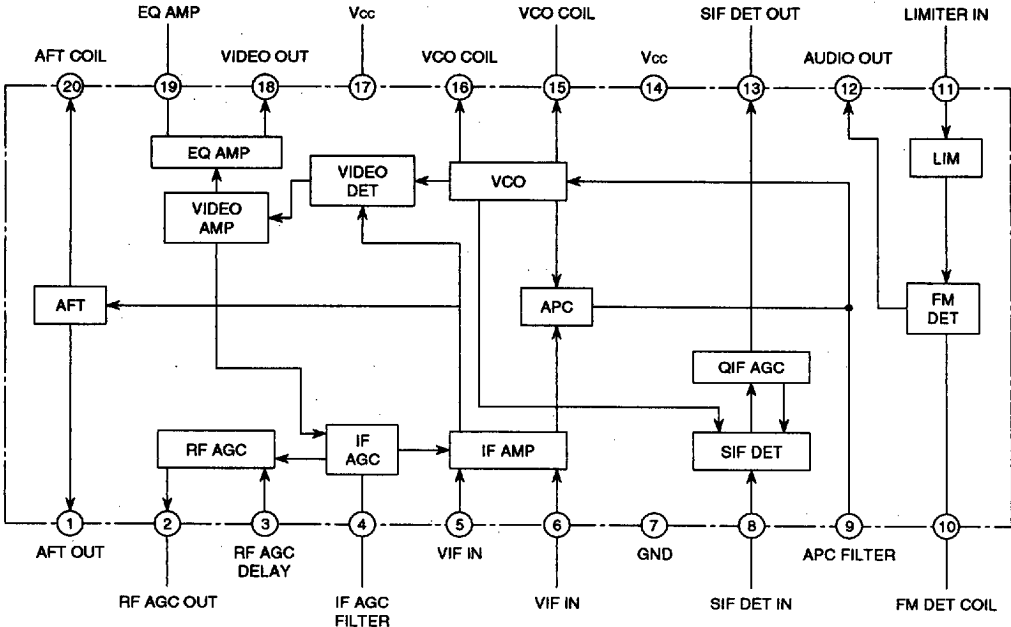 EQ AMP
Vcc
VCO COIL
SIF DET OUT
LIMITER IN
AFT COIL
VIDEO OUT
VCO COIL
Vcc
AUDIO OUT
20
19
18
17
16
15
14
13
12
11
EQ AMP
VIDEO
DET
VCO
LIM
VIDEO
AMP
AFT
APC
FM
DET
QIF AGC
RF AGC
IF
AGC
IF AMP
SIF DET
1
2
3
4
5
6
7
8
9
10
AFT OUT
RF AGC
DELAY
VIF IN
GND
APC FILTER
RF AGC OUT
IF AGC
FILTER
VIF IN
SIF DET IN
FM DET COIL